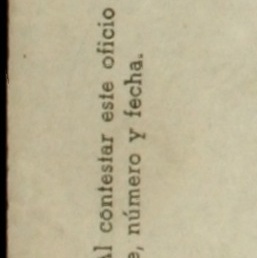 Al contestar este oficio
e, número y fecha.